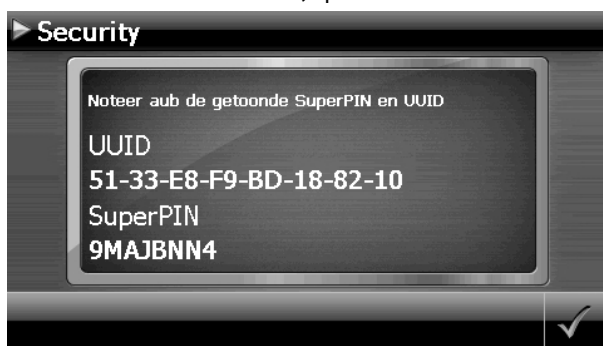 Security
Noteer aub de getoonde SuperPIN en UUID
UUID
51-33-E8-F9-BD-18-82-10
SuperPIN
9MAJBNN4